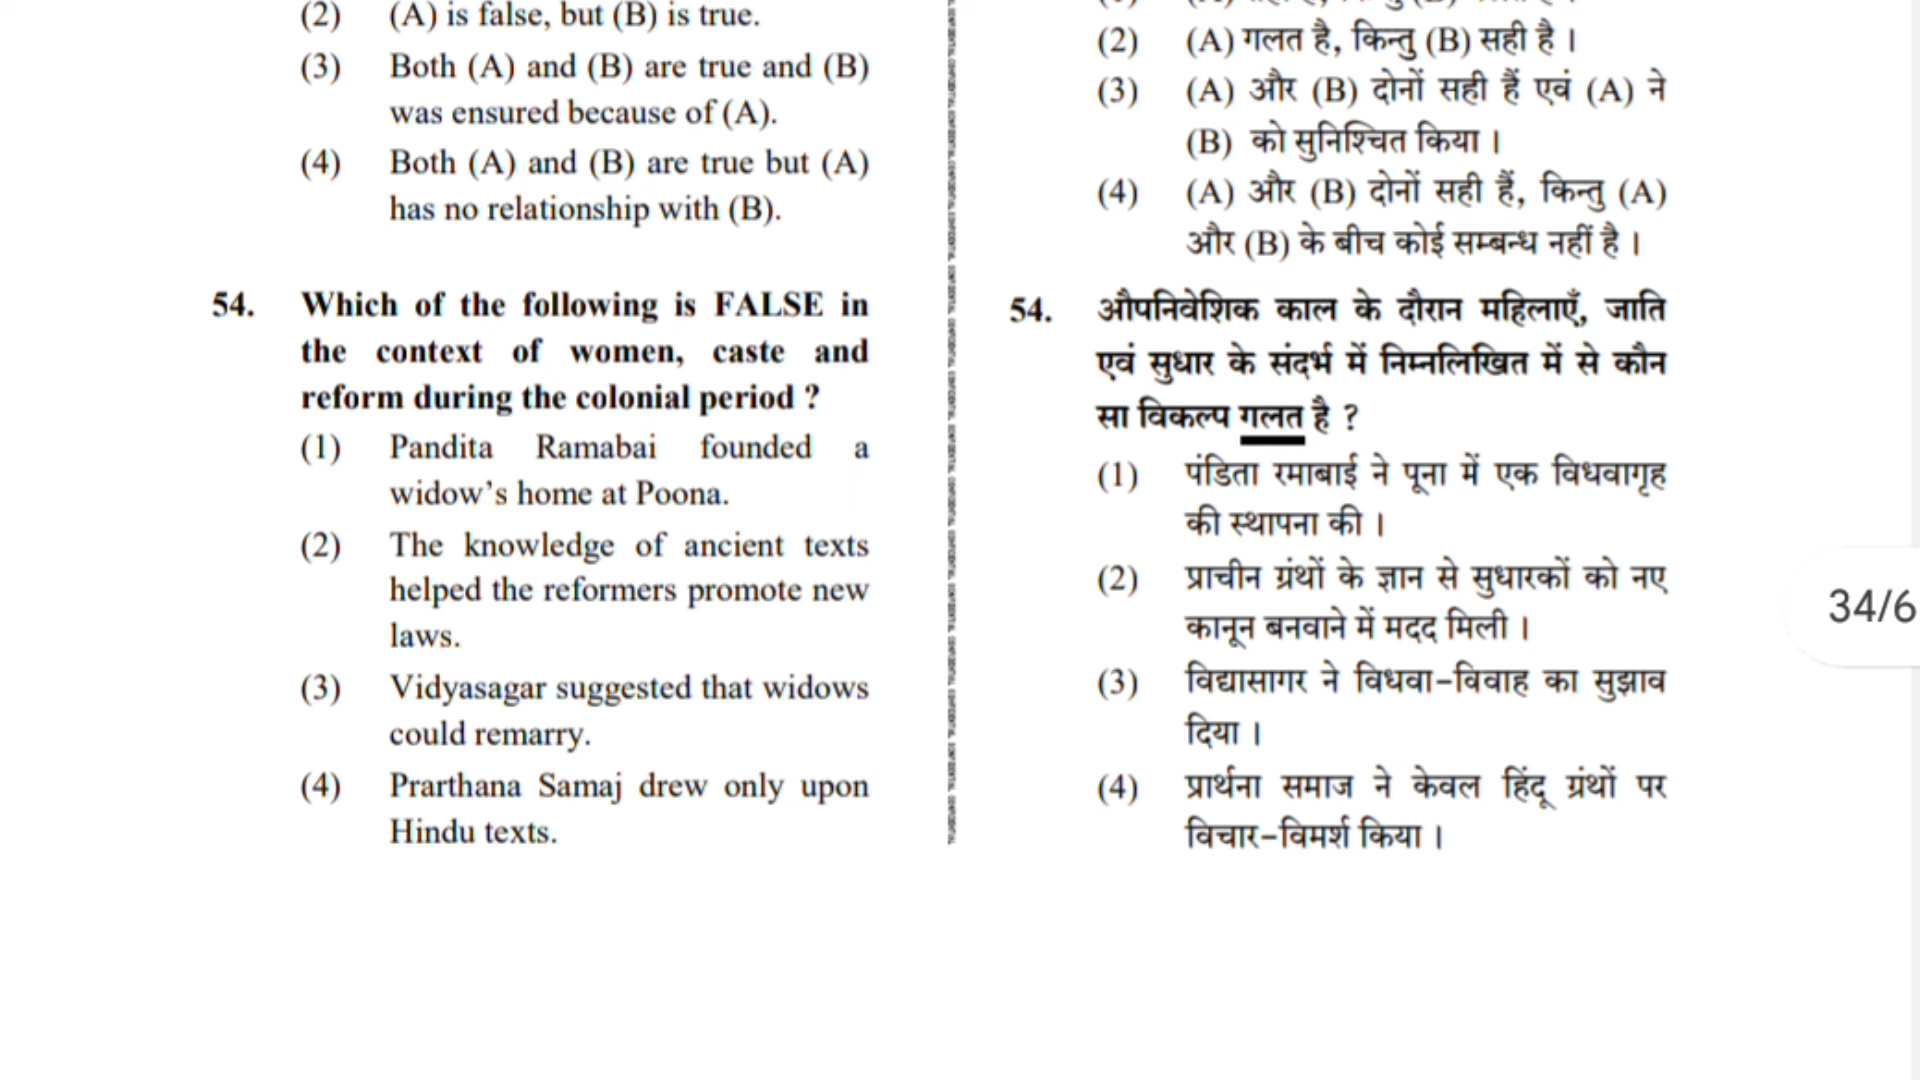 (2) (A) is false, but (B) is true.
(3) Both (A) and (B) are true and (B)
was ensured because of (A).
(4) Both (A) and (B) are true but (A)
has no relationship with (B).
54. Which of the following is FALSE in
the context of women, caste and
reform during the colonial period ?
(1) Pandita Ramabai founded a
widow’s home at Poona.
(2) The knowledge of ancient texts
helped the reformers promote new
laws.
(3) Vidyasagar suggested that widows
could remarry.
(4) Prarthana Samaj drew only upon
Hindu texts.
(2) (A) गलत है, किन्तु (B) सही है ।
(3) (A) और (B) दोनों सही हैं एवं (A) ने
(B) को सुनिश्चित किया ।
(4) (A) और (B) दोनों सही हैं, किन्तु (A)
और (B) के बीच कोई सम्बन्ध नहीं है ।
54. औपनिवेशिक काल के दौरान महिलाएँ, जाति
एवं सुधार के संदर्भ में निम्नलिखित में से कौन
सा विकल्प गलत है ?
(1) पंडिता रमाबाई ने पूना में एक विधवागृह
की स्थापना की ।
(2) प्राचीन ग्रंथों के ज्ञान से सुधारकों को नए
कानून बनवाने में मदद मिली ।
(3) विद्यासागर ने विधवा-विवाह का सुझाव
दिया ।
(4) प्रार्थना समाज ने केवल हिंदू ग्रंथों पर
विचार-विमर्श किया ।
34/6